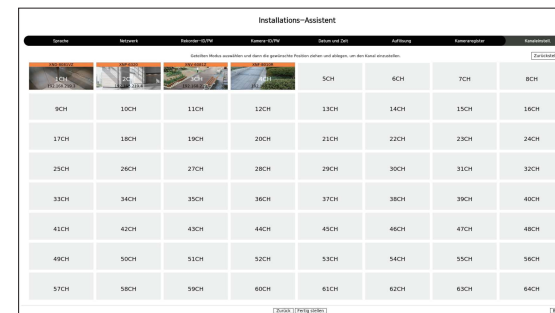 Installations-Assistent
Sprache Netzwerk Rekorder-ID/PW Kamera-ID/PW Datum und Zeit Auflösung Kameraregister Kanaleinstell
Geteilten Modus auswählen und dann die gewünschte Position ziehen und ablegen, um den Kanal einzustellen.
Zurückstel
1CH 2CH 3CH 4CH 5CH 6CH 7CH 8CH
9CH 10CH 11CH 12CH 13CH 14CH 15CH 16CH
17CH 18CH 19CH 20CH 21CH 22CH 23CH 24CH
25CH 26CH 27CH 28CH 29CH 30CH 31CH 32CH
33CH 34CH 35CH 36CH 37CH 38CH 39CH 40CH
41CH 42CH 43CH 44CH 45CH 46CH 47CH 48CH
49CH 50CH 51CH 52CH 53CH 54CH 55CH 56CH
57CH 58CH 59CH 60CH 61CH 62CH 63CH 64CH
Zurück Fertig stellen